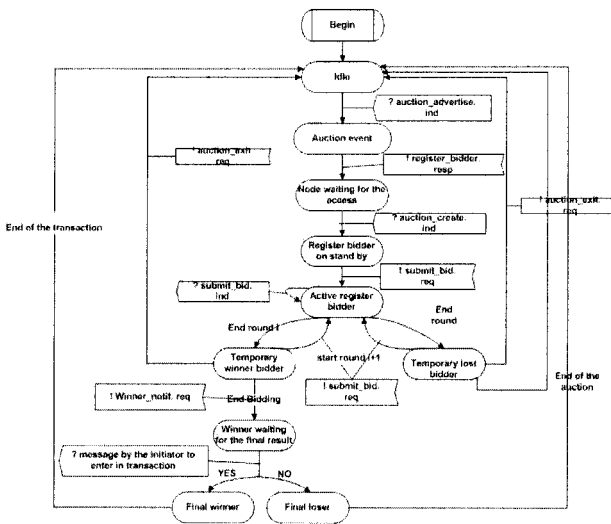 Begin
Idle
? auction_advertise.
ind
Auction event
! auction_exit
req
! register_bidder.
resp
Node waiting for the
access
! auction_exit.
req
? auction_create.
ind
End of the transaction
Register bidder
on stand by
! submit_bid.
req
? submit_bid.
ind
Active register
bidder
End
round
End round i
Temporary
winner bidder
start round i+1
Temporary lost
bidder
End of the
auction
! Winner_notif. req
End Bidding
! submit_bid.
req
Winner waiting
for the final result
? message by the initiator to
enter in transaction
YES
NO
Final winner
Final loser